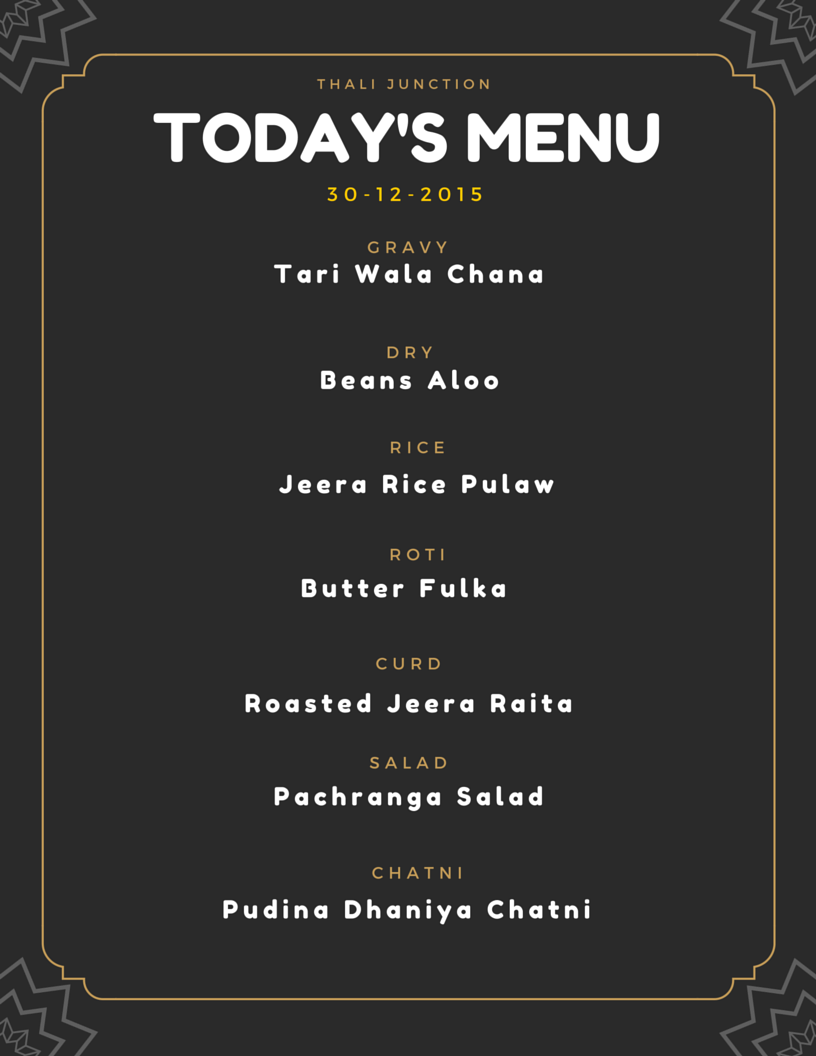 THALI JUNCTION
TODAY'S MENU
30-12-2015
GRAVY
Tari Wala Chana
DRY
Beans Aloo
RICE
Jeera Rice Pulaw
ROTI
Butter Fulka
CURD
Roasted Jeera Raita
SALAD
Pachranga Salad
CHATNI
Pudina Dhaniya Chatni